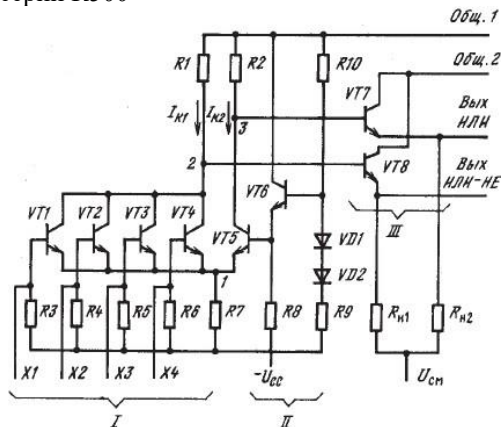 серии К500
Общ. 1
R1
R2
R10
Общ. 2
VT7
Вых
ИЛИ
Iк1
Iк2
3
2
VT8
Вых
ИЛИ-НЕ
VT1
VT2
VT3
VT4
VT5
VT6
III
VD1
1
VD2
R3
R4
R5
R6
R7
R8
R9
Rн1
Rн2
X1
X2
X3
X4
-Ucc
Uсм
I
II